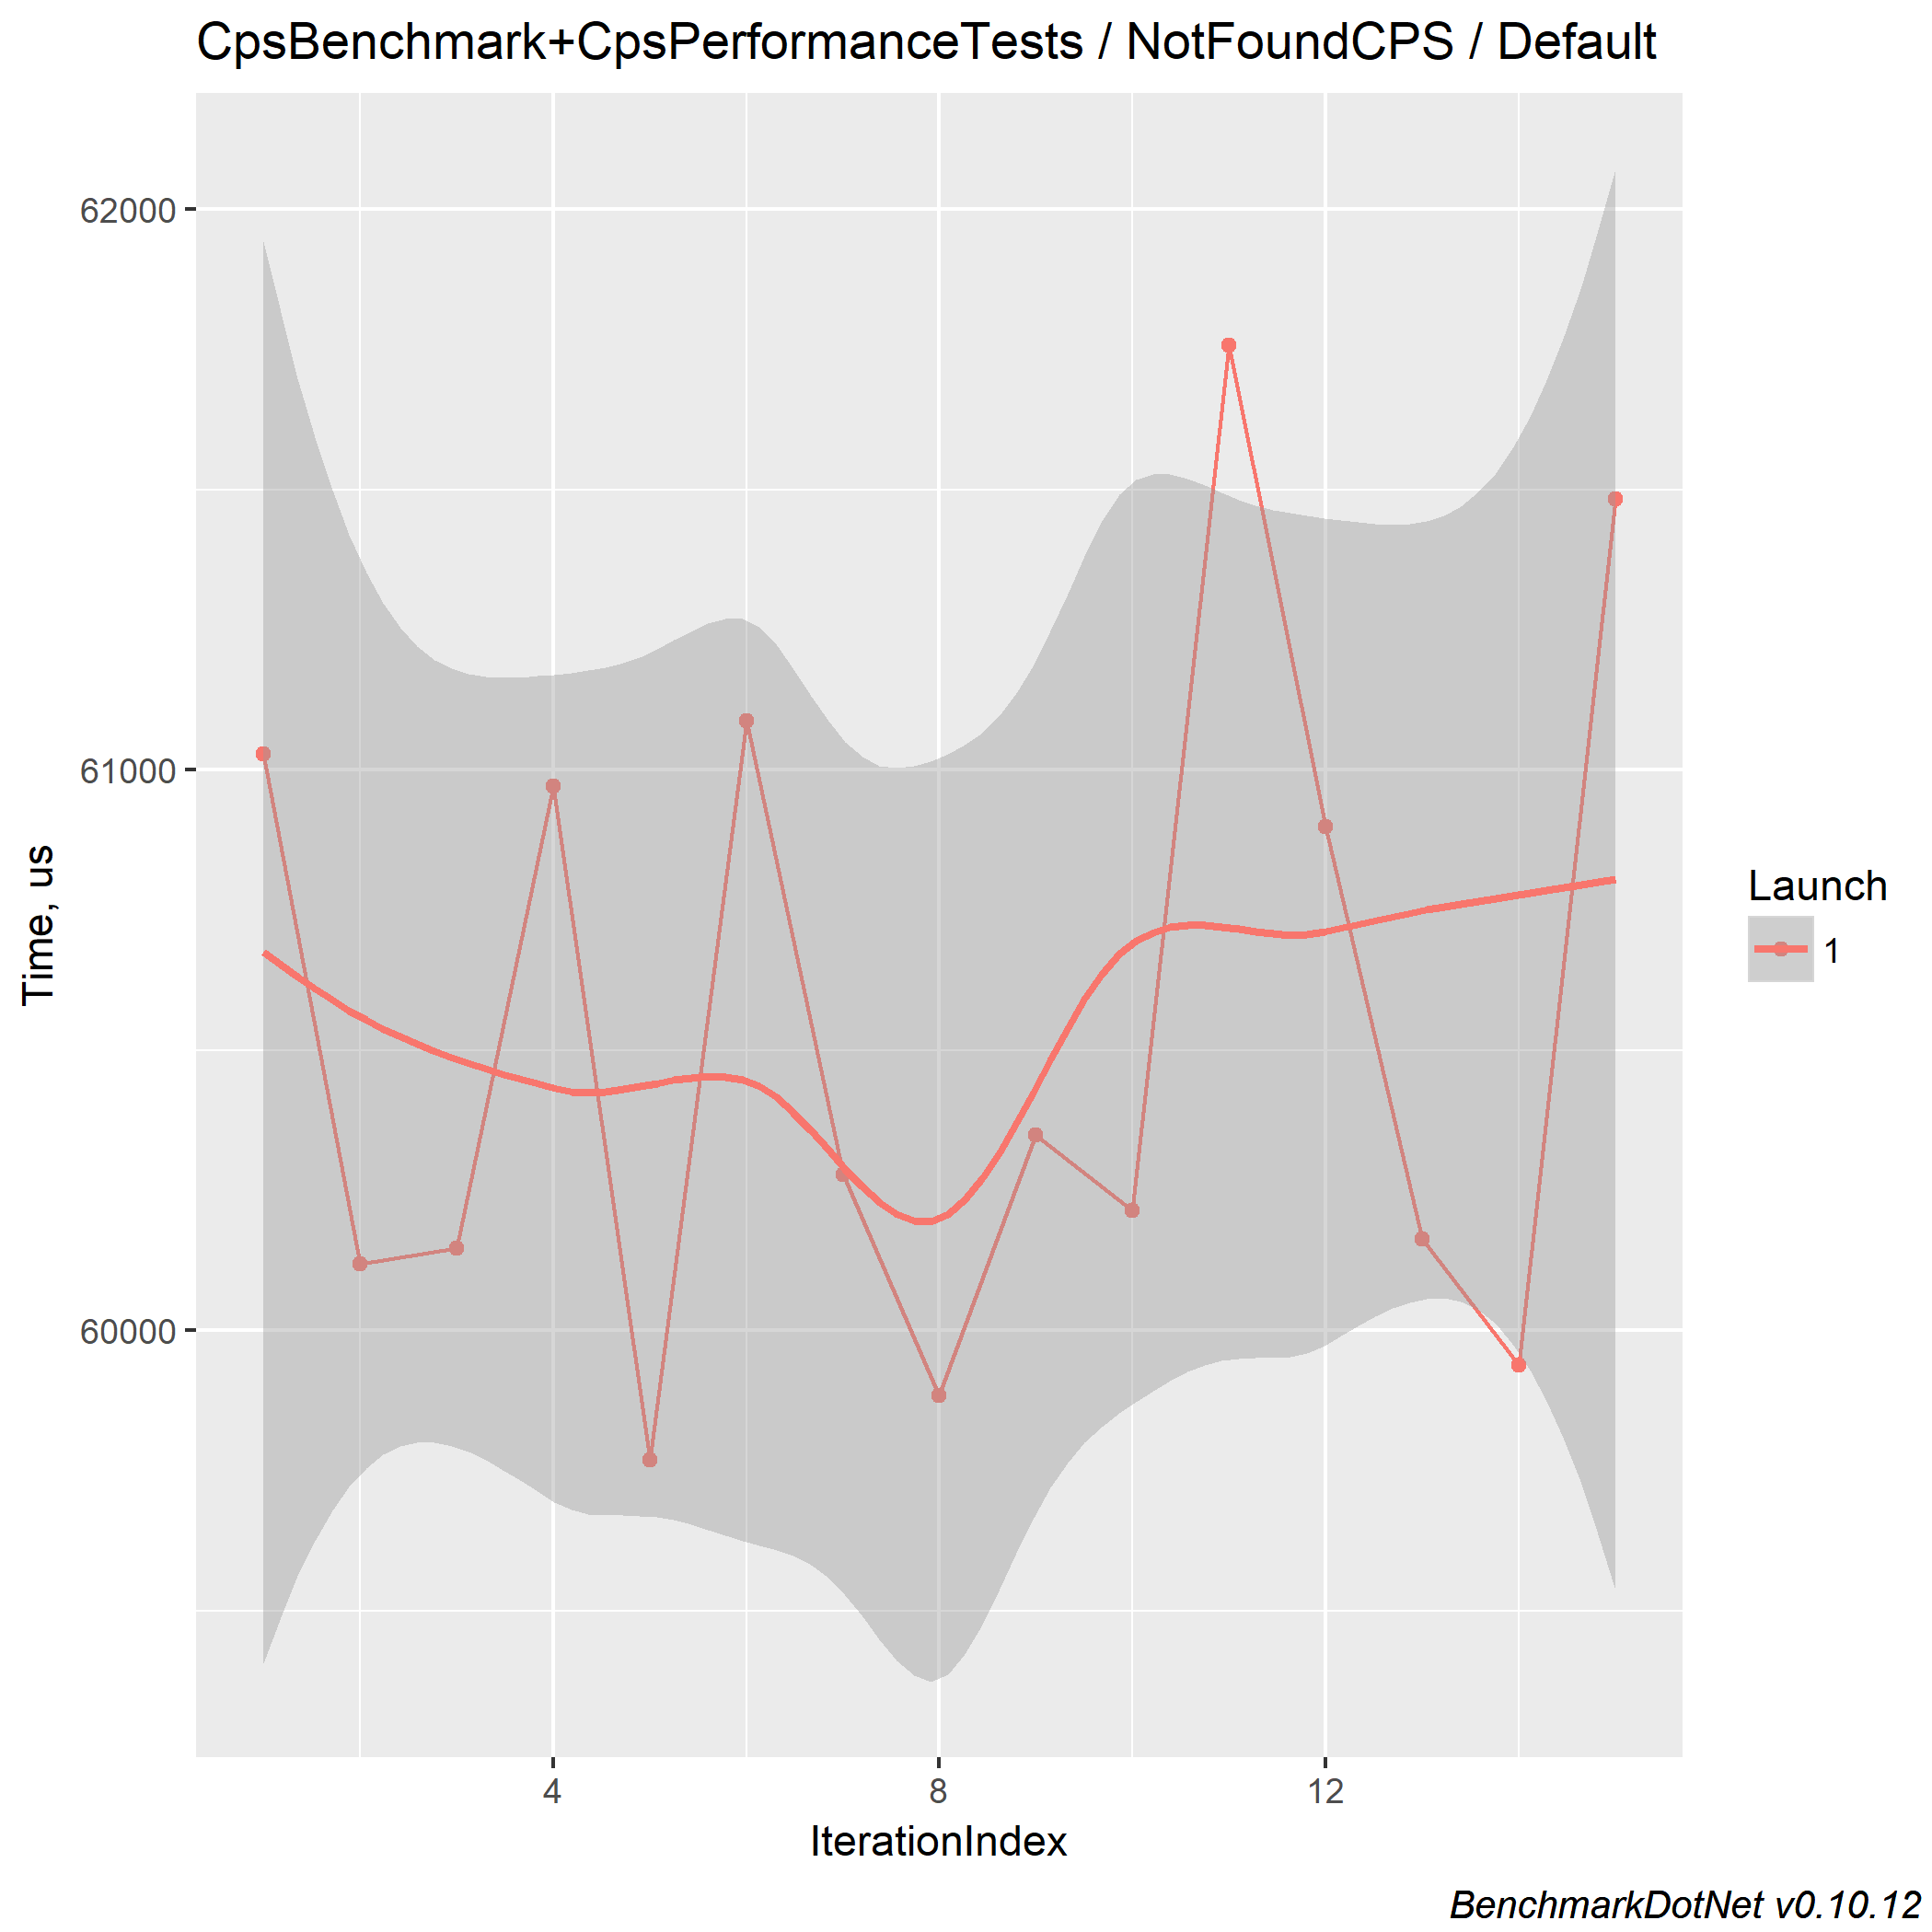 CpsBenchmark+CpsPerformanceTests / NotFoundCPS / Default
62000
61000
60000
Time, us
4 8 12
IterationIndex
Launch
1
BenchmarkDotNet v0.10.12